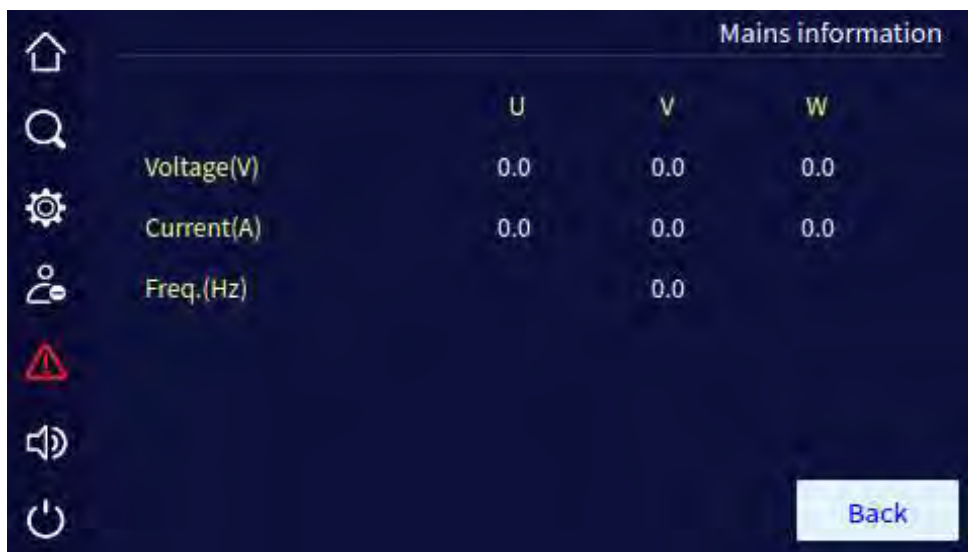 Mains information
U V W
Voltage(V) 0.0 0.0 0.0
Current(A) 0.0 0.0 0.0
Freq.(Hz) 0.0
Back